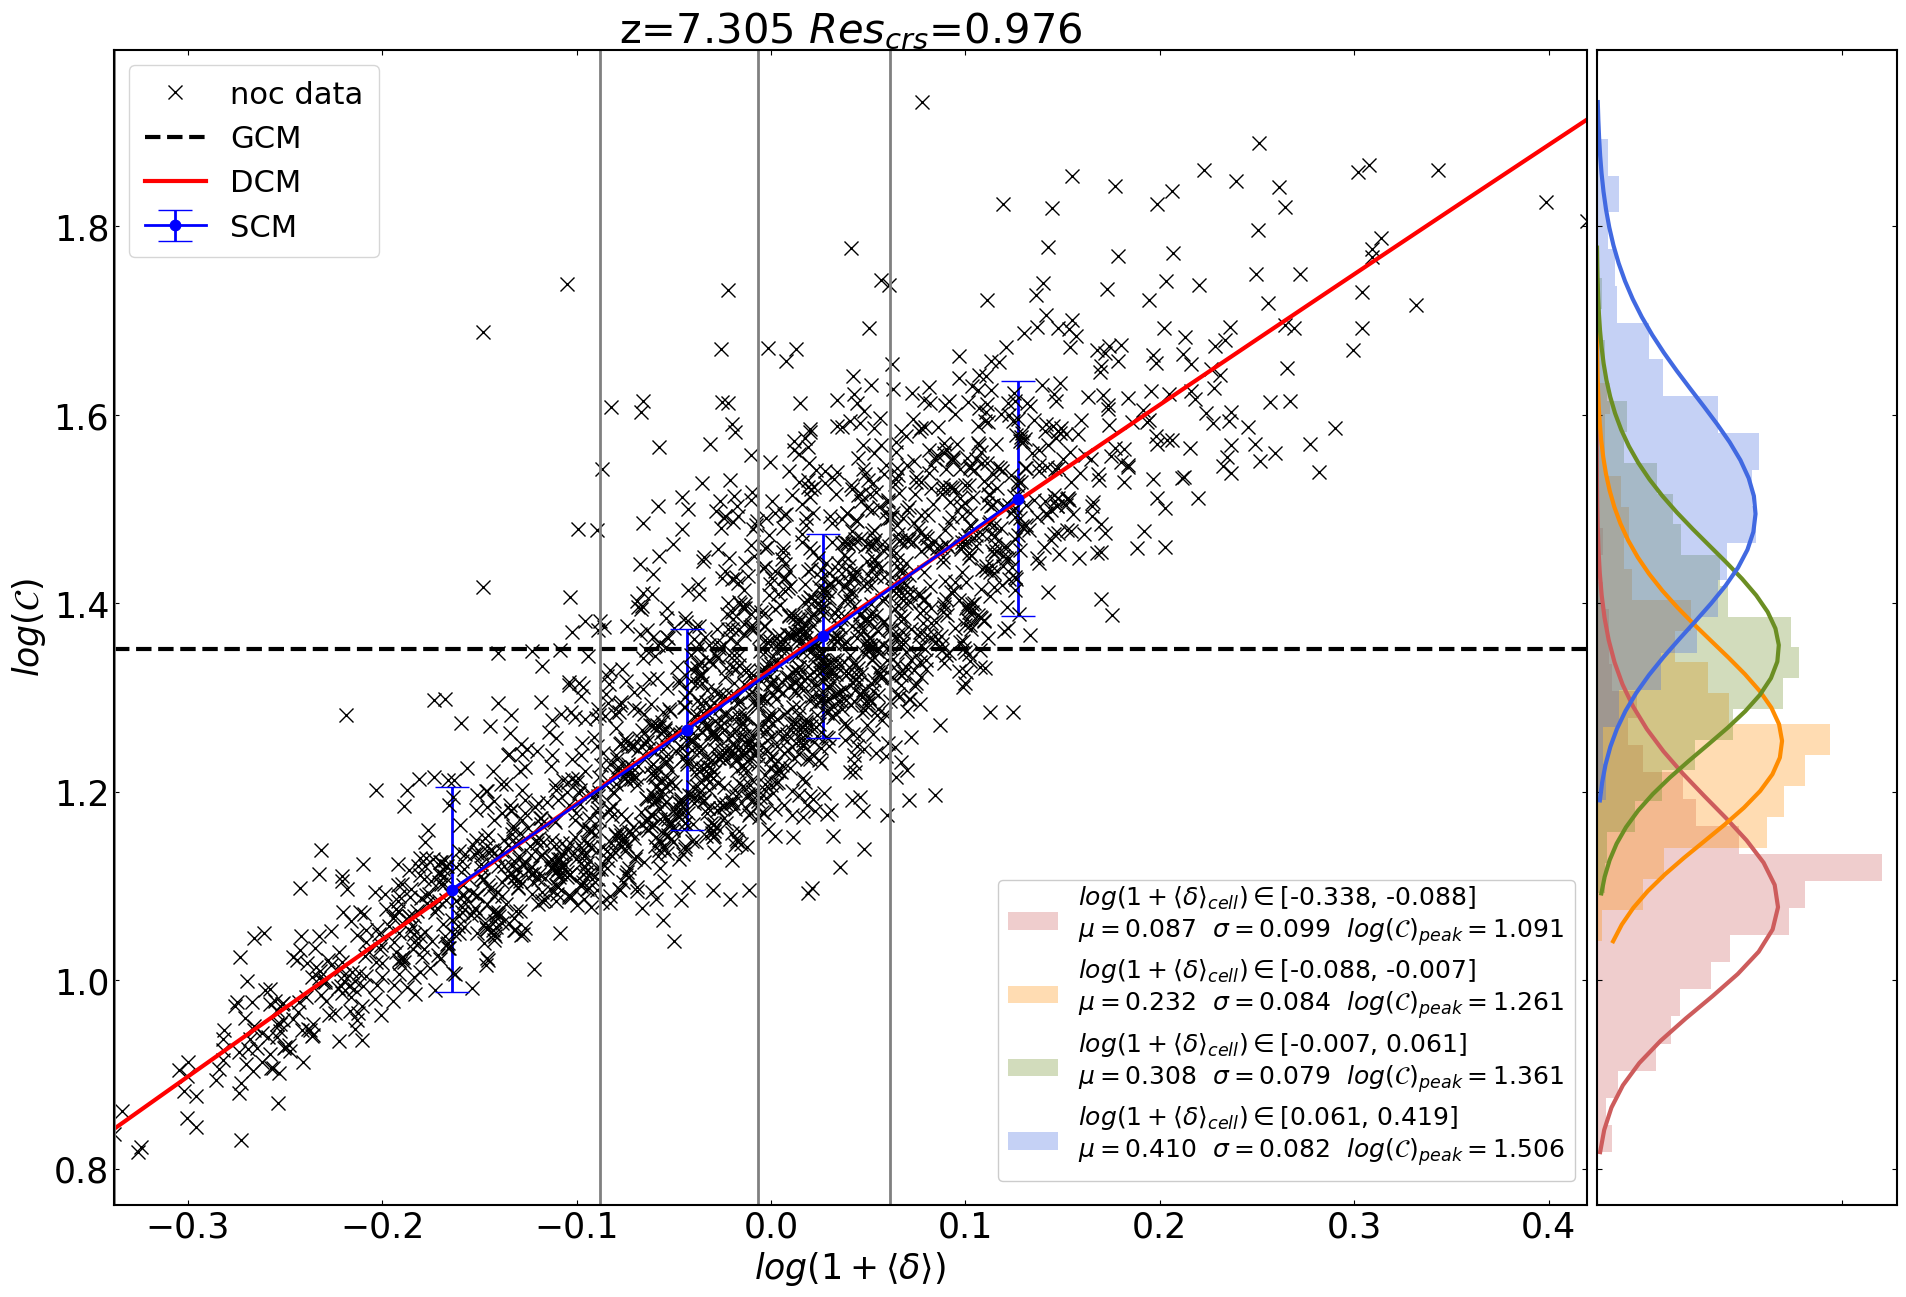 z=7.305 Res_crs=0.976
noc data
GCM
DCM
SCM
log(𝒞)
1.8
1.6
1.4
1.2
1.0
0.8
log(1 + ⟨δ⟩_cell) ∈ [-0.338, -0.088]
μ = 0.087 σ = 0.099 log(𝒞)_peak = 1.091
log(1 + ⟨δ⟩_cell) ∈ [-0.088, -0.007]
μ = 0.232 σ = 0.084 log(𝒞)_peak = 1.261
log(1 + ⟨δ⟩_cell) ∈ [-0.007, 0.061]
μ = 0.308 σ = 0.079 log(𝒞)_peak = 1.361
log(1 + ⟨δ⟩_cell) ∈ [0.061, 0.419]
μ = 0.410 σ = 0.082 log(𝒞)_peak = 1.506
−0.3 −0.2 −0.1 0.0 0.1 0.2 0.3 0.4
log(1 + ⟨δ⟩)